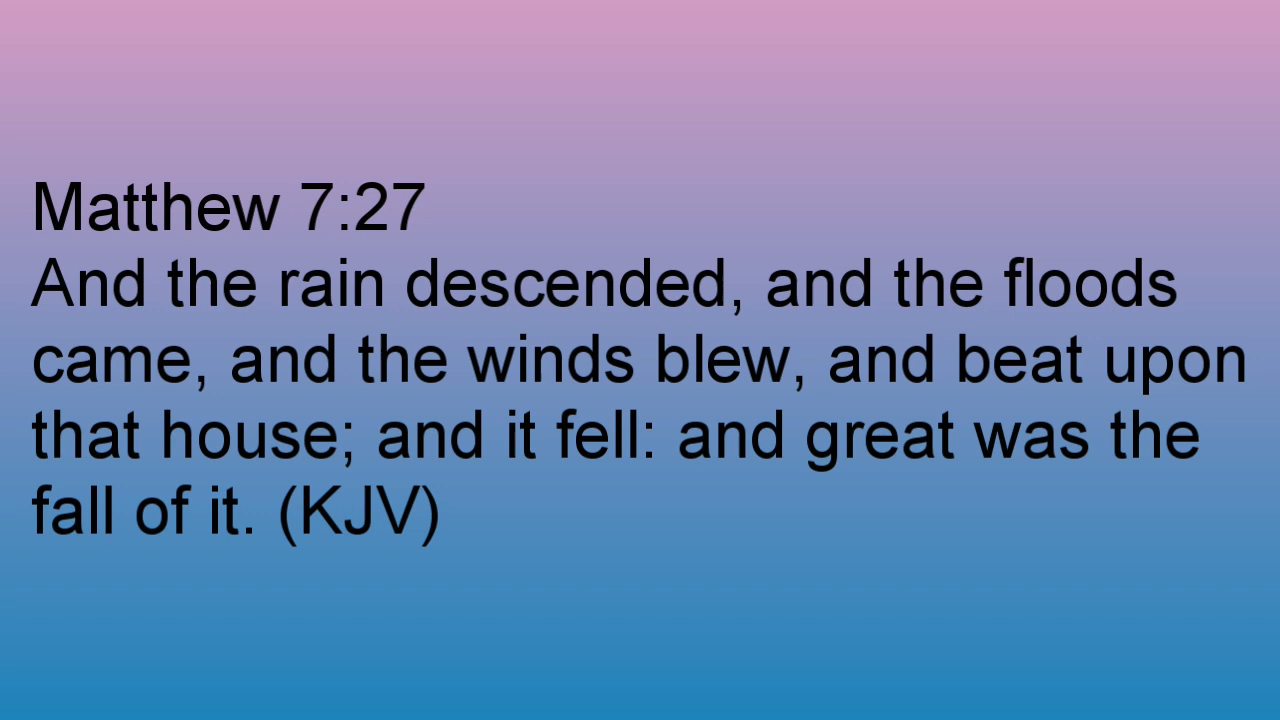 Matthew 7:27
And the rain descended, and the floods
came, and the winds blew, and beat upon
that house; and it fell: and great was the
fall of it. (KJV)